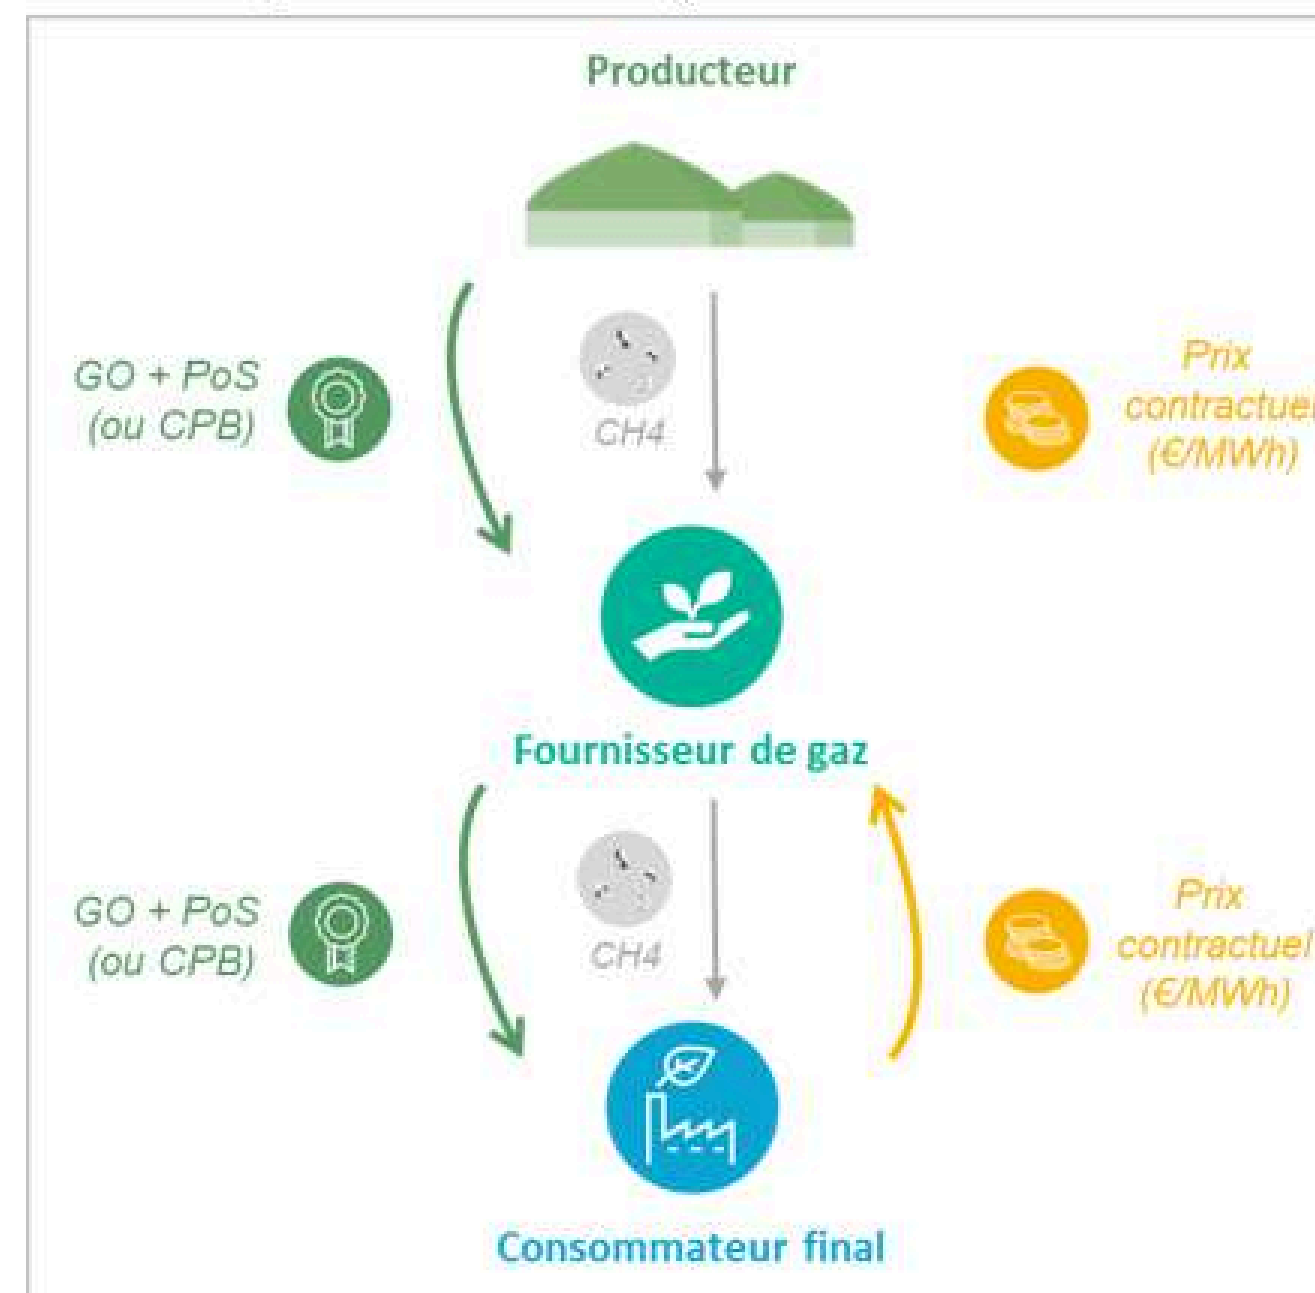 Producteur
GO + PoS
(ou CPB)
CH4
Prix
contractuel
(€/MWh)
Fournisseur de gaz
GO + PoS
(ou CPB)
CH4
Prix
contractuel
(€/MWh)
Consommateur final